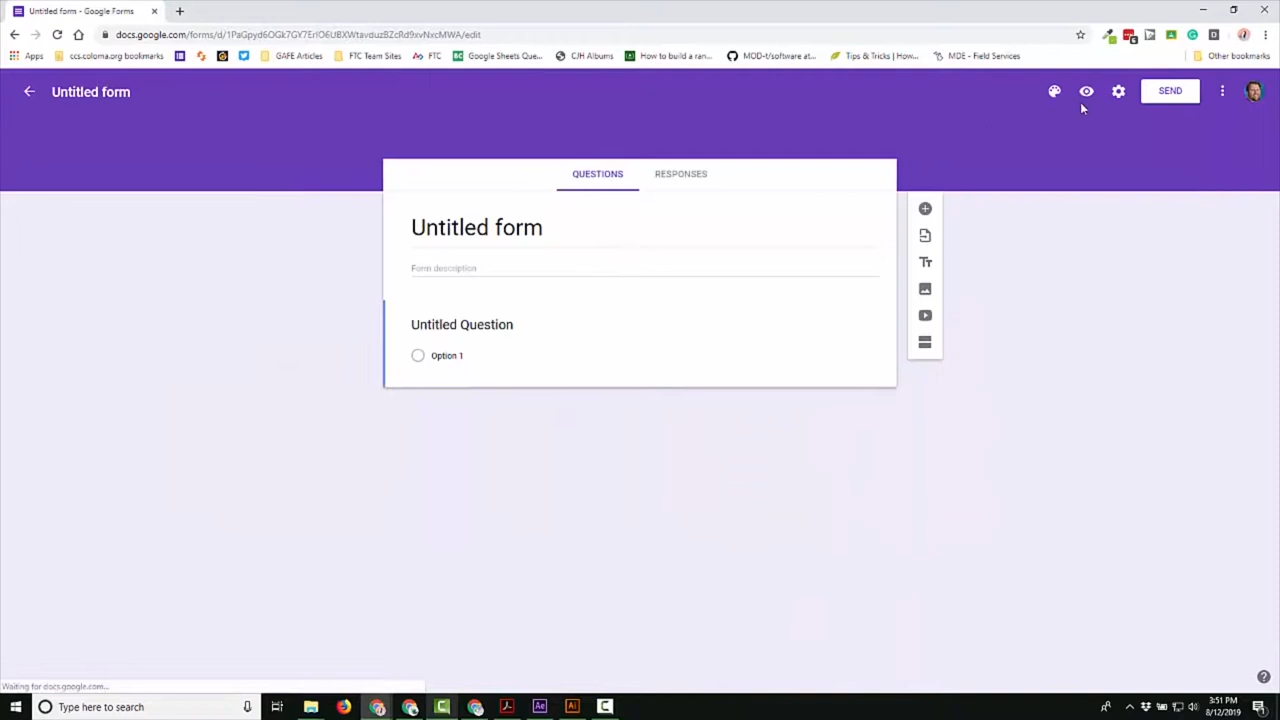 Untitled form - Google Forms
docs.google.com/forms/d/1PaGpyd6OGk7GY7ErIO6UBXWtavduzBZcRd9xvNxcMWA/edit
Apps ccs.coloma.org bookmarks GAFE Articles FTC Team Sites FTC Google Sheets Que... C/H Albums How to build a ran... MOD-t/software at... Tips & Tricks | How... MDE - Field Services Other bookmarks
Untitled form SEND
QUESTIONS RESPONSES
Untitled form
Form description
Untitled Question
Option 1
Waiting for docs.google.com...
Type here to search
3:51 PM
8/12/2019